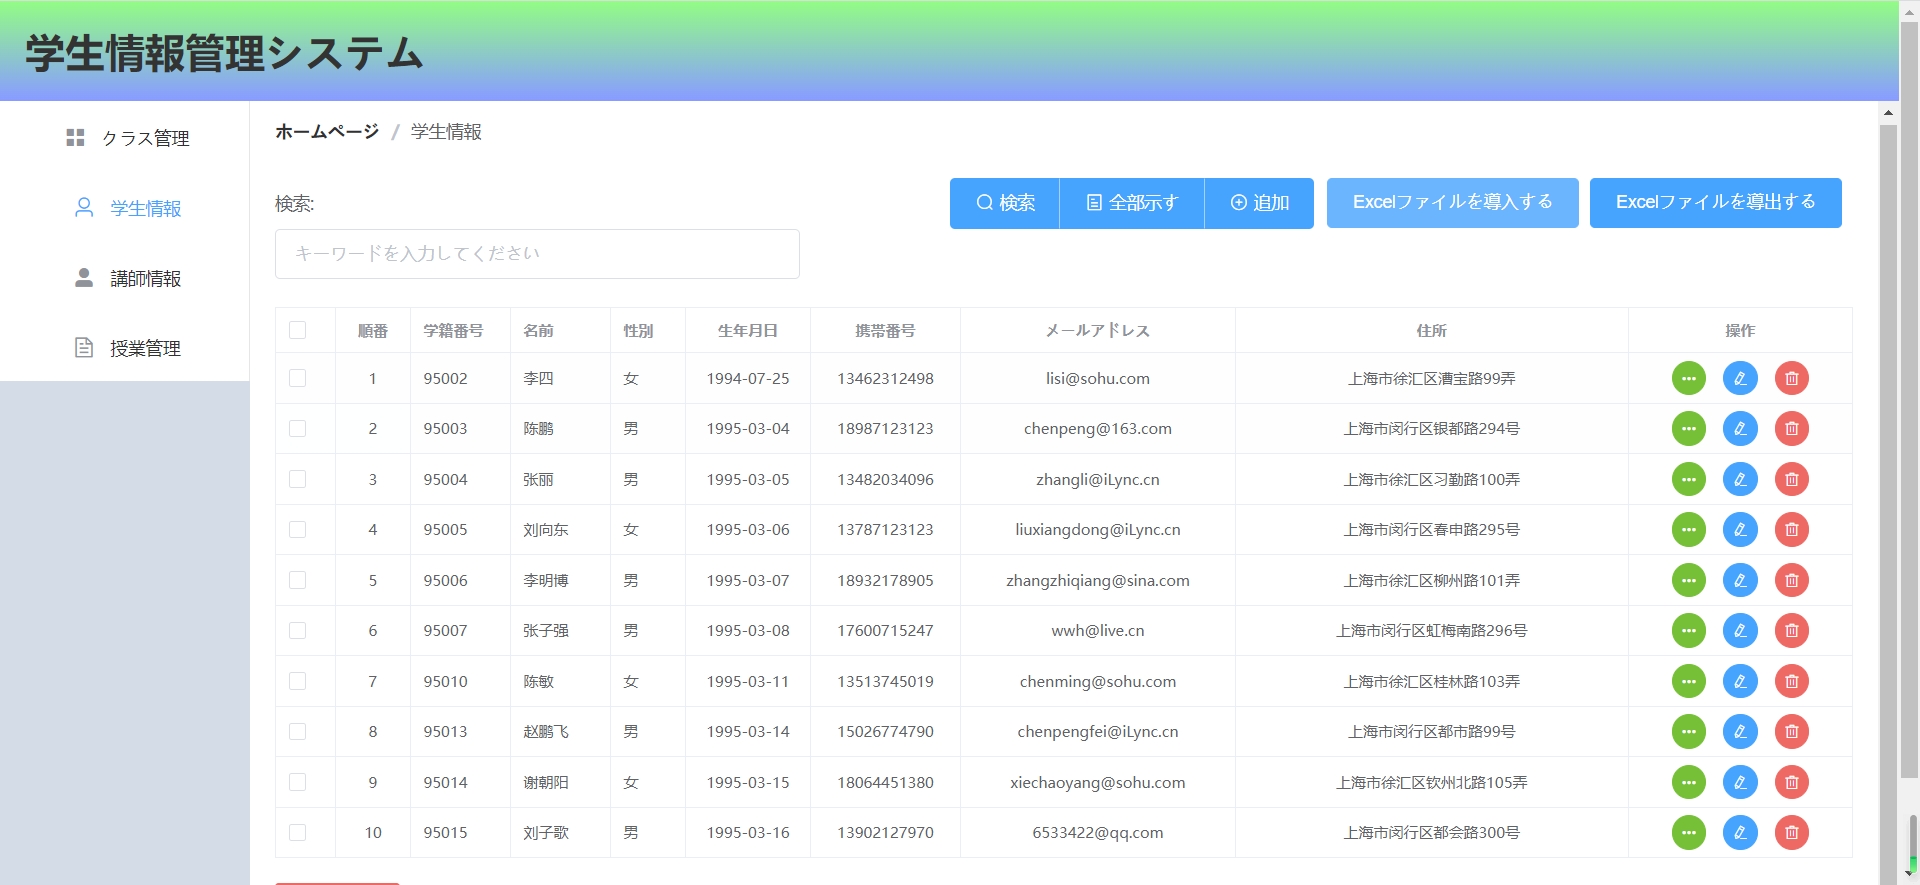 学生情報管理システム
クラス管理
学生情報
講師情報
授業管理
ホームページ / 学生情報
検索:
検索 全部示す 追加 Excelファイルを導入する Excelファイルを導出する
キーワードを入力してください
順番 学籍番号 名前 性別 生年月日 携帯番号 メールアドレス 住所 操作
1 95002 李四 女 1994-07-25 13462312498 lisi@sohu.com 上海市徐汇区漕宝路99弄
2 95003 陈鹏 男 1995-03-04 18987123123 chenpeng@163.com 上海市闵行区银都路294号
3 95004 张丽 男 1995-03-05 13482034096 zhangli@iLync.cn 上海市徐汇区习勤路100弄
4 95005 刘向东 女 1995-03-06 13787123123 liuxiangdong@iLync.cn 上海市闵行区春申路295号
5 95006 李明博 男 1995-03-07 18932178905 zhangzhiqiang@sina.com 上海市徐汇区柳州路101弄
6 95007 张子强 男 1995-03-08 17600715247 wwh@live.cn 上海市闵行区虹梅南路296号
7 95010 陈敏 女 1995-03-11 13513745019 chenming@sohu.com 上海市徐汇区桂林路103弄
8 95013 赵鹏飞 男 1995-03-14 15026774790 chenpengfei@iLync.cn 上海市闵行区都市路99号
9 95014 谢朝阳 女 1995-03-15 18064451380 xiechaoyang@sohu.com 上海市徐汇区钦州北路105弄
10 95015 刘子歌 男 1995-03-16 13902127970 6533422@qq.com 上海市闵行区都会路300号